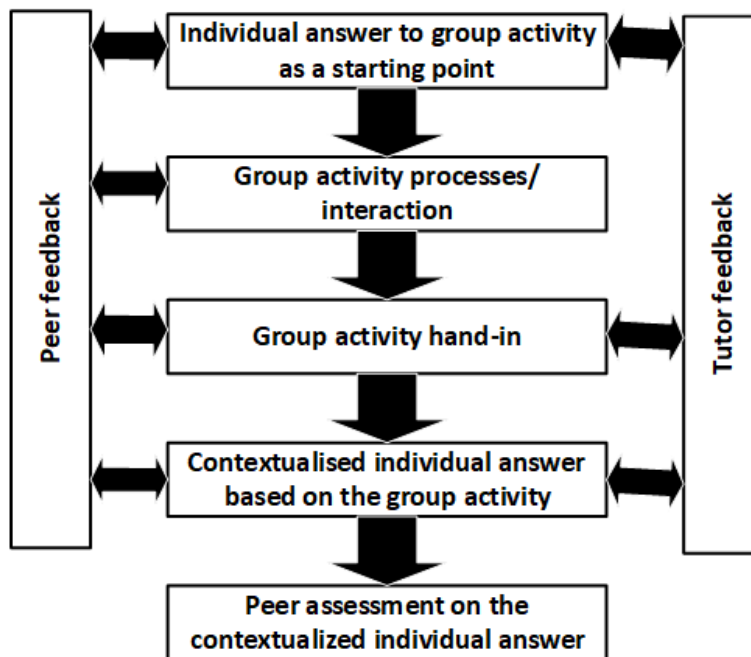 Individual answer to group activity
as a starting point
Group activity processes/
interaction
Peer feedback
Tutor feedback
Group activity hand-in
Contextualised individual answer
based on the group activity
Peer assessment on the
contextualized individual answer